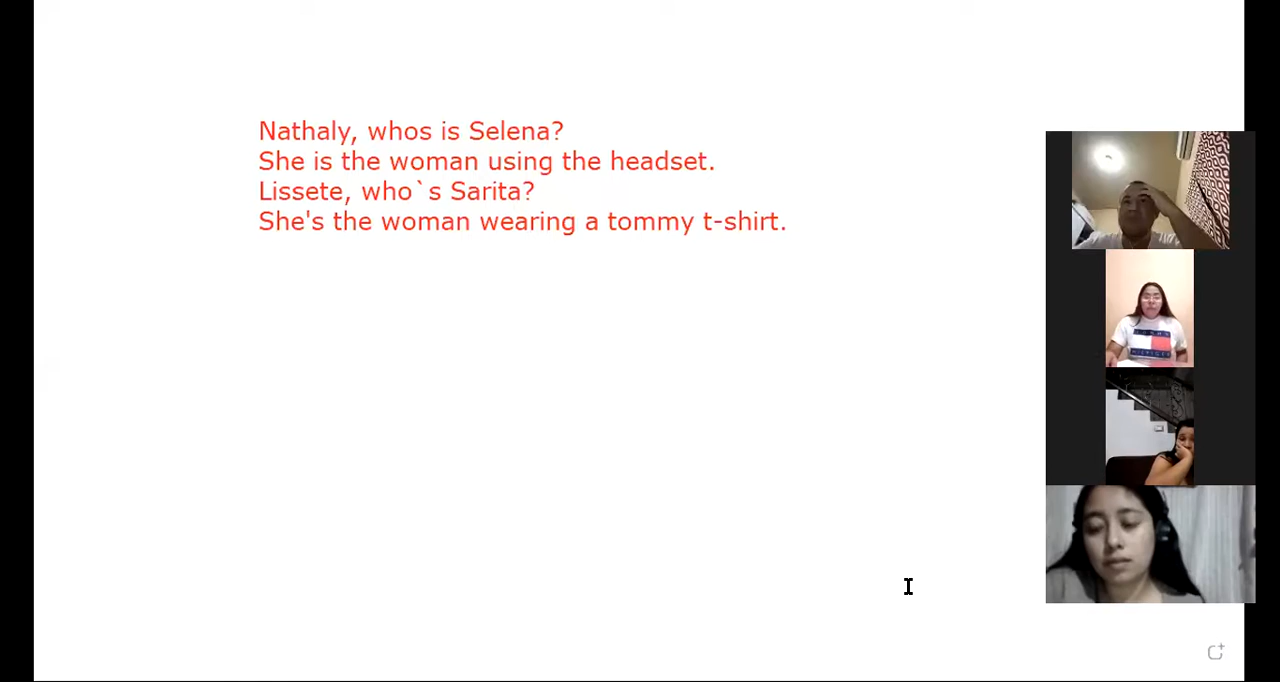 Nathaly, whos is Selena?
She is the woman using the headset.
Lissete, who`s Sarita?
She's the woman wearing a tommy t-shirt.